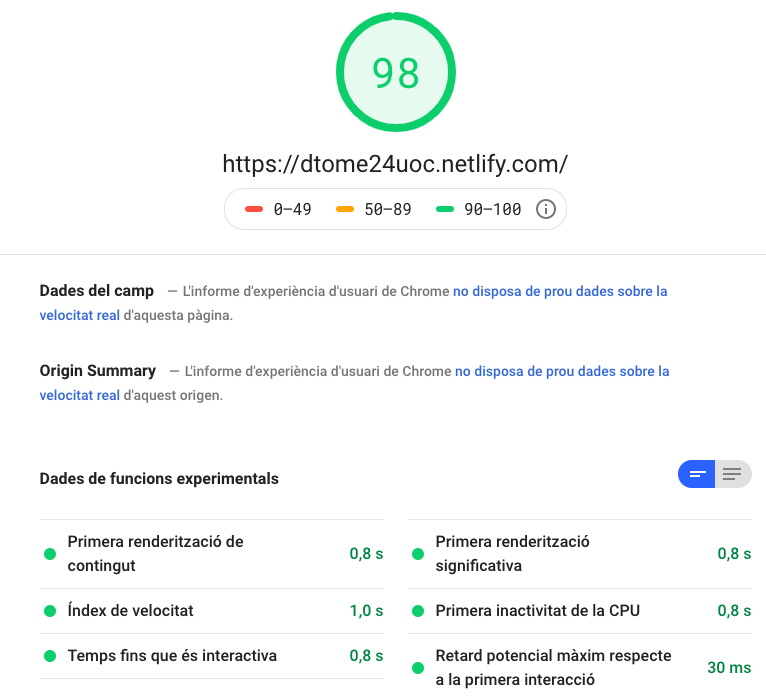 98
https://dtome24uoc.netlify.com/
0–49 50–89 90–100
Dades del camp — L'informe d'experiència d'usuari de Chrome no disposa de prou dades sobre la
velocitat real d'aquesta pàgina.
Origin Summary — L'informe d'experiència d'usuari de Chrome no disposa de prou dades sobre la
velocitat real d'aquest origen.
Dades de funcions experimentals
Primera renderització de
contingut 0,8 s
Primera renderització
significativa 0,8 s
Índex de velocitat 1,0 s
Primera inactivitat de la CPU 0,8 s
Temps fins que és interactiva 0,8 s
Retard potencial màxim respecte
a la primera interacció 30 ms